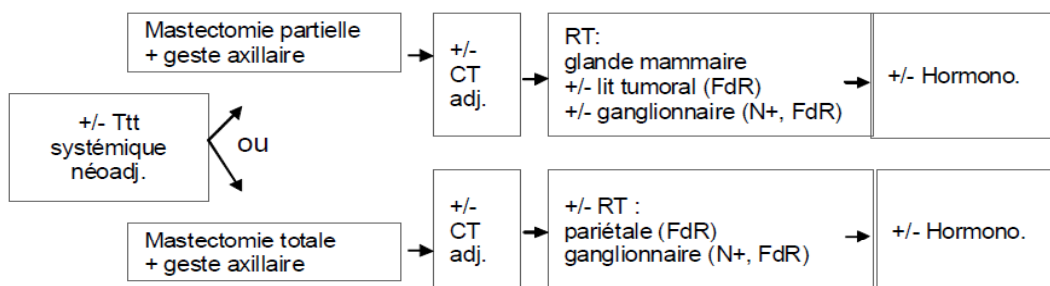 Mastectomie partielle
+ geste axillaire
+/-
CT
adj.
RT:
glande mammaire
+/- lit tumoral (FdR)
+/- ganglionnaire (N+, FdR)
+/- Hormono.
+/- Ttt
systémique
néoadj.
ou
Mastectomie totale
+ geste axillaire
+/-
CT
adj.
+/- RT :
pariétale (FdR)
ganglionnaire (N+, FdR)
+/- Hormono.